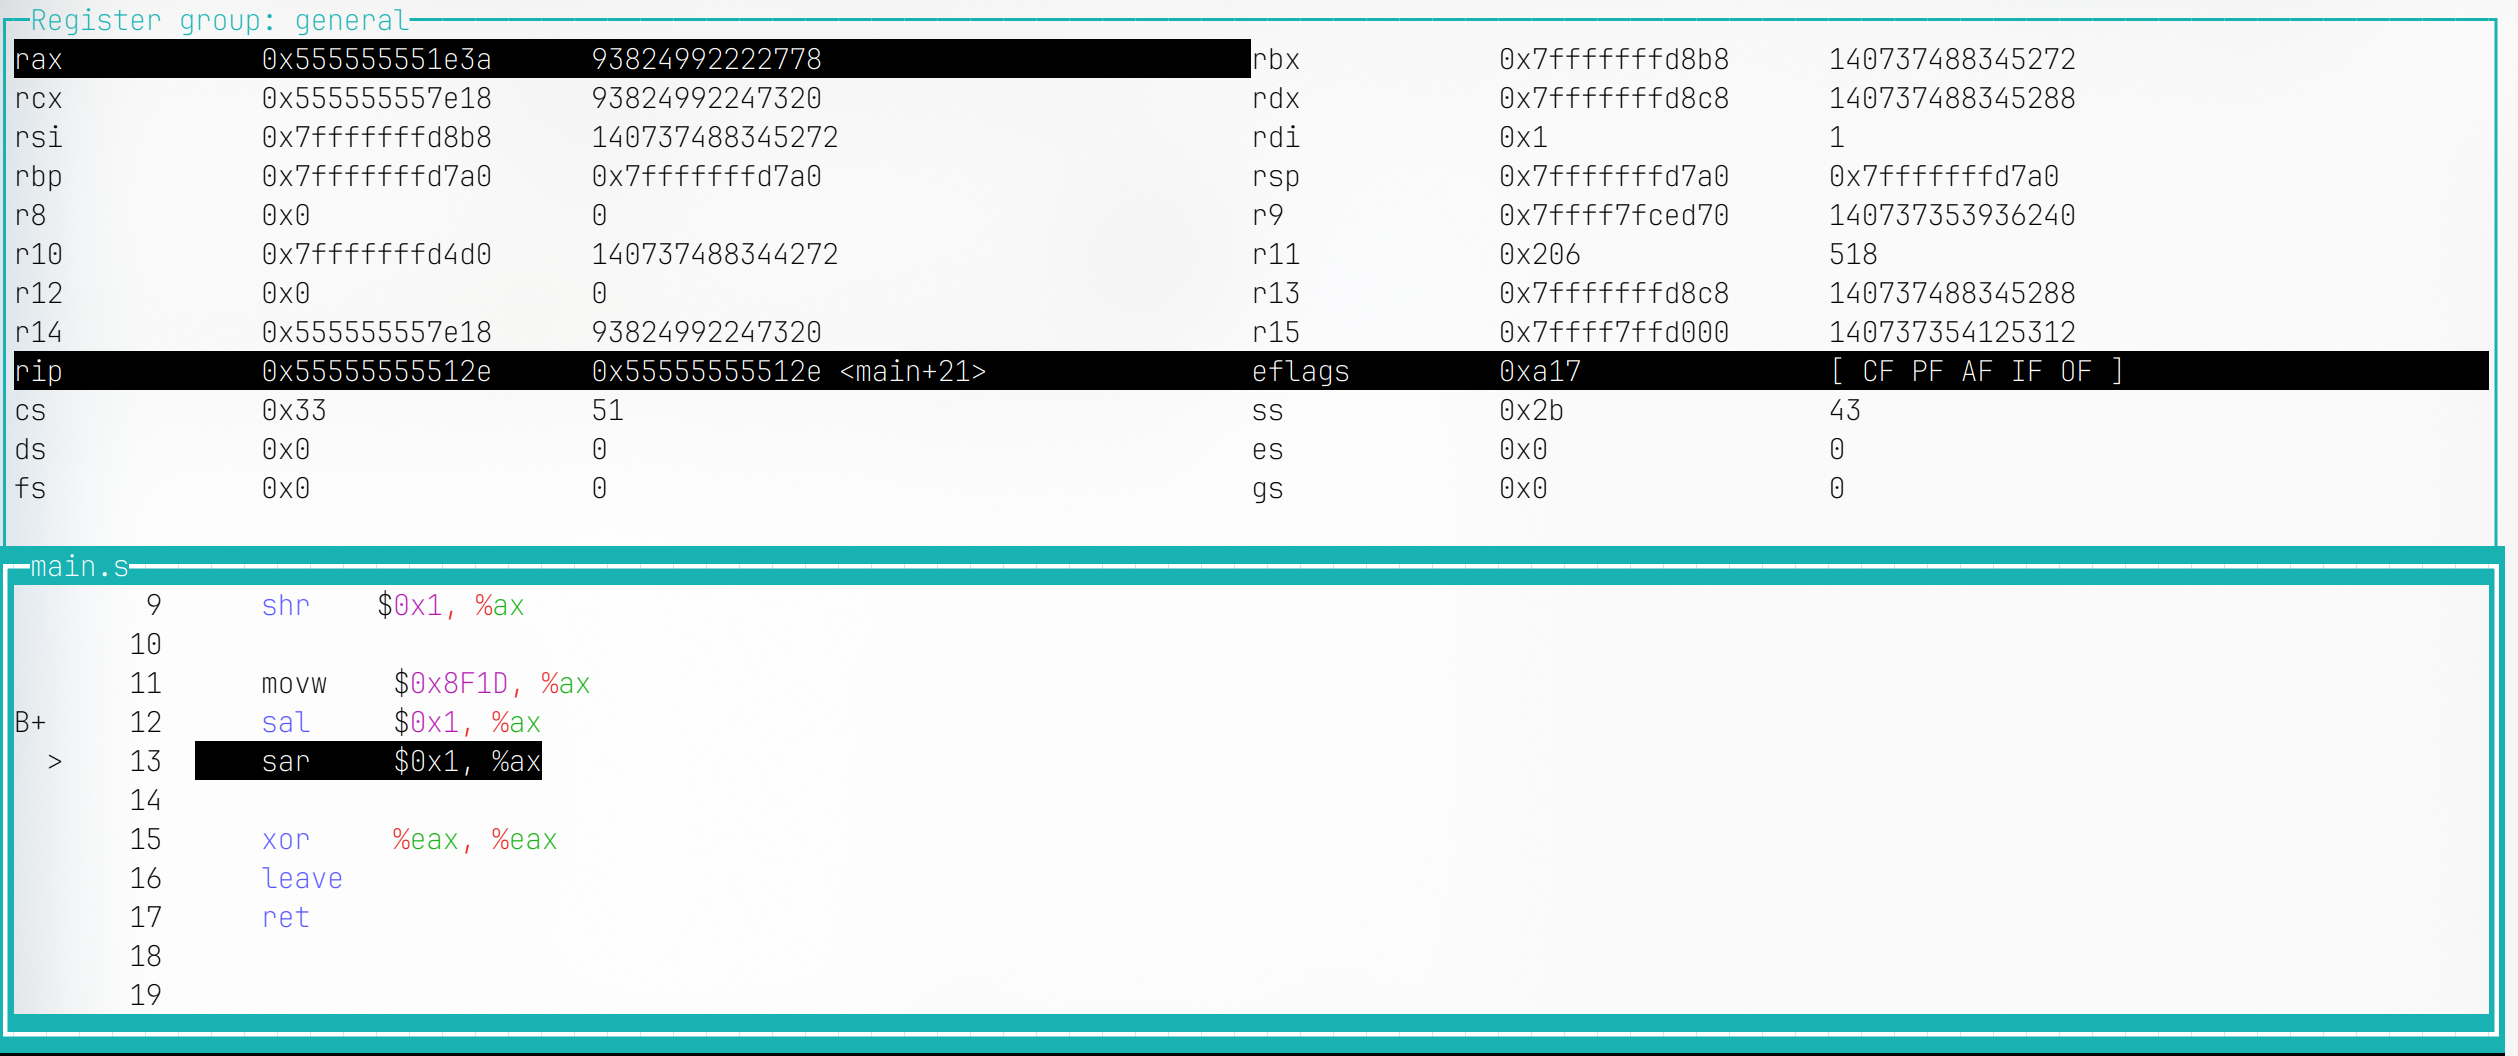 Register group: general
rax 0x555555551e3a 93824992222778 rbx 0x7fffffffd8b8 140737488345272
rcx 0x555555557e18 93824992247320 rdx 0x7fffffffd8c8 140737488345288
rsi 0x7fffffffd8b8 140737488345272 rdi 0x1 1
rbp 0x7fffffffd7a0 0x7fffffffd7a0 rsp 0x7fffffffd7a0 0x7fffffffd7a0
r8 0x0 0 r9 0x7ffff7fced70 140737353936240
r10 0x7fffffffd4d0 140737488344272 r11 0x206 518
r12 0x0 0 r13 0x7fffffffd8c8 140737488345288
r14 0x555555557e18 93824992247320 r15 0x7ffff7ffd000 140737354125312
rip 0x55555555512e 0x55555555512e <main+21> eflags 0xa17 [ CF PF AF IF OF ]
cs 0x33 51 ss 0x2b 43
ds 0x0 0 es 0x0 0
fs 0x0 0 gs 0x0 0
main.s
9 shr $0x1, %ax
10
11 movw $0x8F1D, %ax
B+ 12 sal $0x1, %ax
> 13 sar $0x1, %ax
14
15 xor %eax, %eax
16 leave
17 ret
18
19